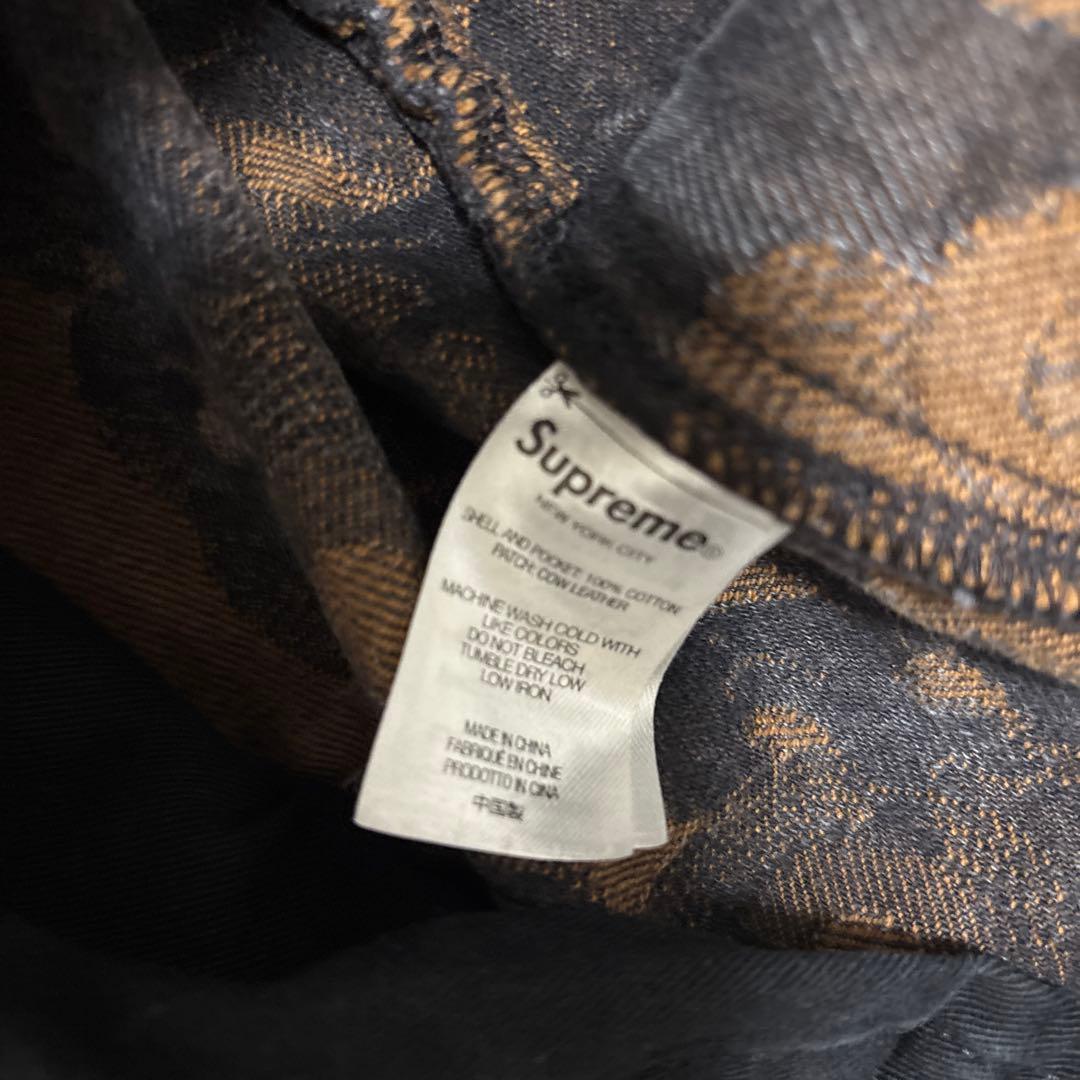 Supreme®
NEW YORK CITY
SHELL AND POCKET: 100% COTTON
PATCH: COW LEATHER
MACHINE WASH COLD WITH
LIKE COLORS
DO NOT BLEACH
TUMBLE DRY LOW
LOW IRON
MADE IN CHINA
FABRIQUÉ EN CHINE
PRODOTTO IN CINA
中国製